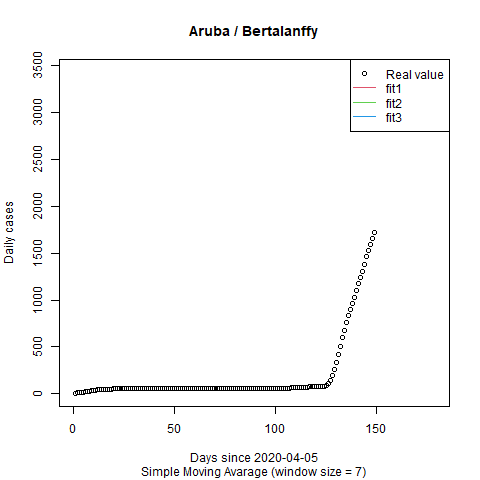 Aruba / Bertalanffy
3500
3000
2500
2000
1500
1000
500
0
Daily cases
Real value
fit1
fit2
fit3
0
50
100
150
Days since 2020-04-05
Simple Moving Avarage (window size = 7)